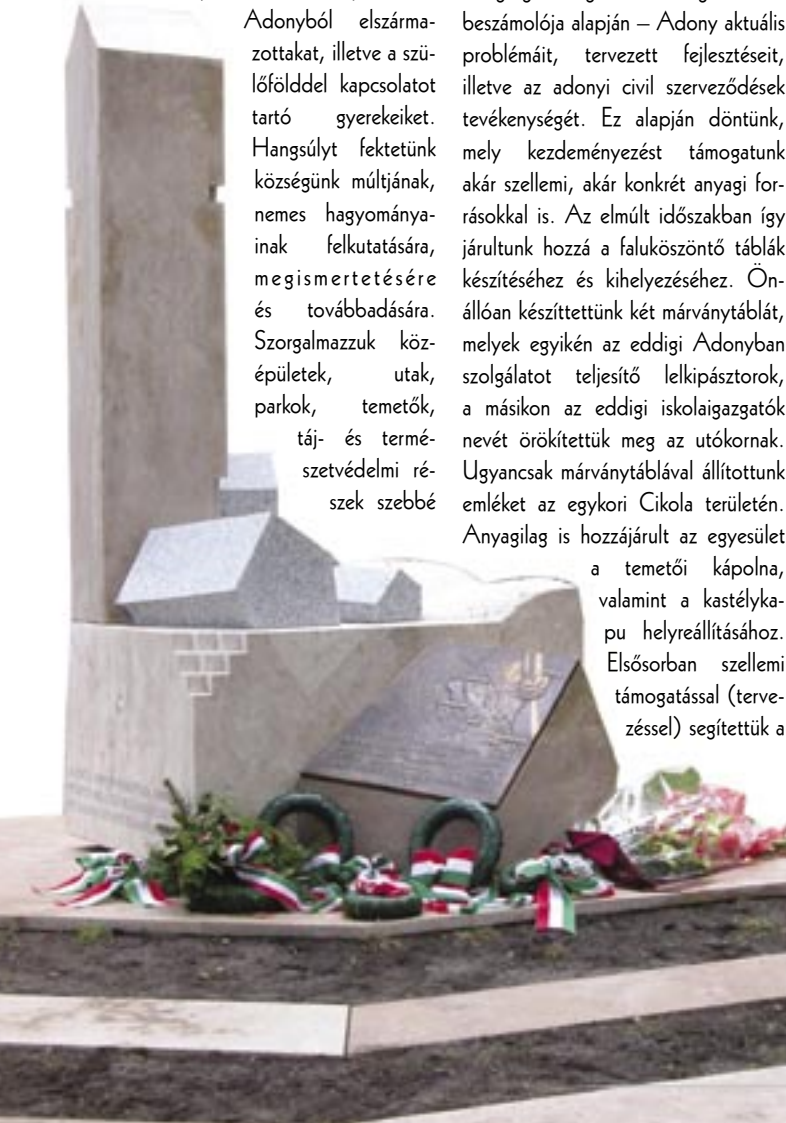 Adonyból elszárma-
zottakat, illetve a szü-
lőfölddel kapcsolatot
tartó gyerekeiket.
Hangsúlyt fektetünk
községünk múltjának,
nemes hagyománya-
inak felkutatására,
megismertetésére
és továbbadására.
Szorgalmazzuk köz-
épületek, utak,
parkok, temetők,
táj- és termé-
szetvédelmi ré-
szek szebbé
beszámolója alapján – Adony aktuális
problémáit, tervezett fejlesztéseit,
illetve az adonyi civil szerveződések
tevékenységét. Ez alapján döntünk,
mely kezdeményezést támogatunk
akár szellemi, akár konkrét anyagi for-
rásokkal is. Az elmúlt időszakban így
járultunk hozzá a faluköszöntő táblák
készítéséhez és kihelyezéséhez. Ön-
állóan készíttettünk két márványtáblát,
melyek egyikén az eddigi Adonyban
szolgálatot teljesítő lelkipásztorok,
a másikon az eddigi iskolaigazgatók
nevét örökítettük meg az utókornak.
Ugyancsak márványtáblával állítottunk
emléket az egykori Cikola területén.
Anyagilag is hozzájárult az egyesület
a temetői kápolna,
valamint a kastélyka-
pu helyreállításához.
Elsősorban szellemi
támogatással (terve-
zéssel) segítettük a